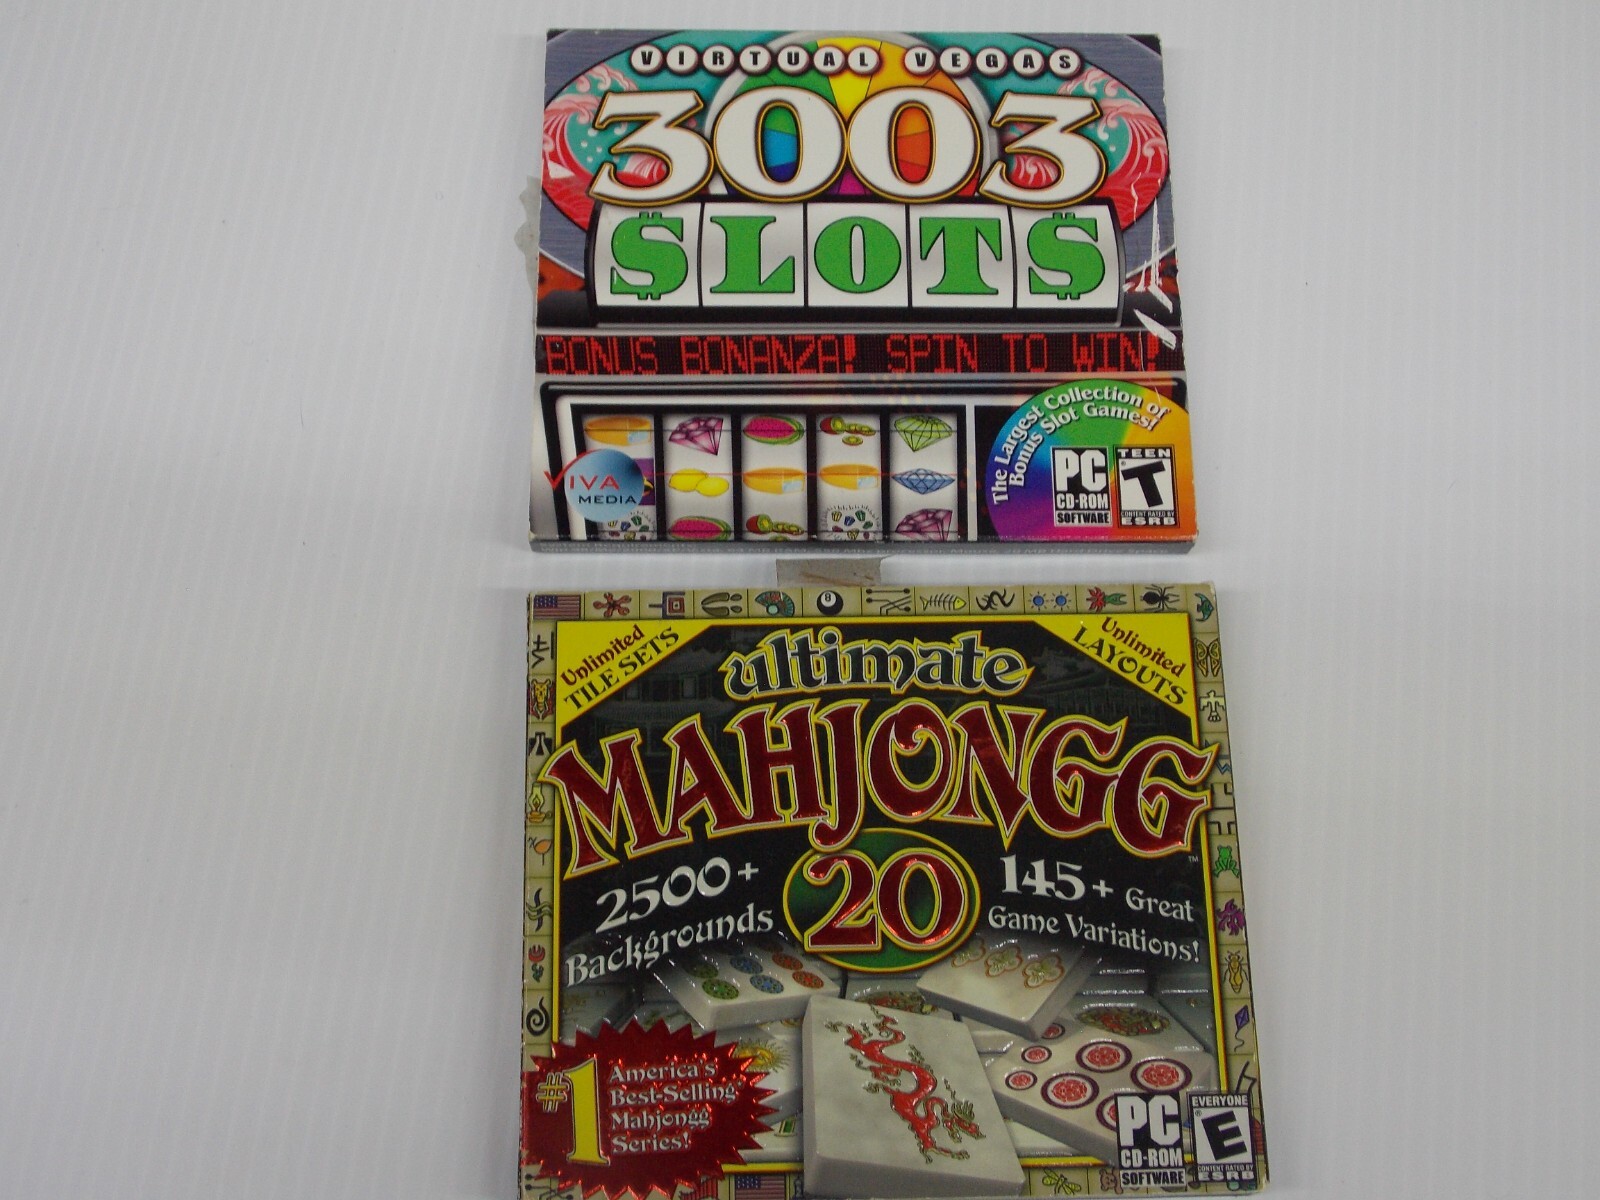 VIRTUAL VEGAS
3003
$LOT$
BONUS BONANZA! SPIN TO WIN!
The Largest Collection of
Bonus Slot Games!
VIVA
MEDIA
PC
CD-ROM
SOFTWARE
TEEN
T
CONTENT RATED BY
ESRB
Unlimited
TILE SETS
Unlimited
LAYOUTS
8
ultimate
MAHJONGG
TM
20
2500+
Backgrounds
145+ Great
Game Variations!
#1
America's
Best-Selling
Mahjongg
Series!
PC
CD-ROM
SOFTWARE
EVERYONE
E
CONTENT RATED BY
ESRB